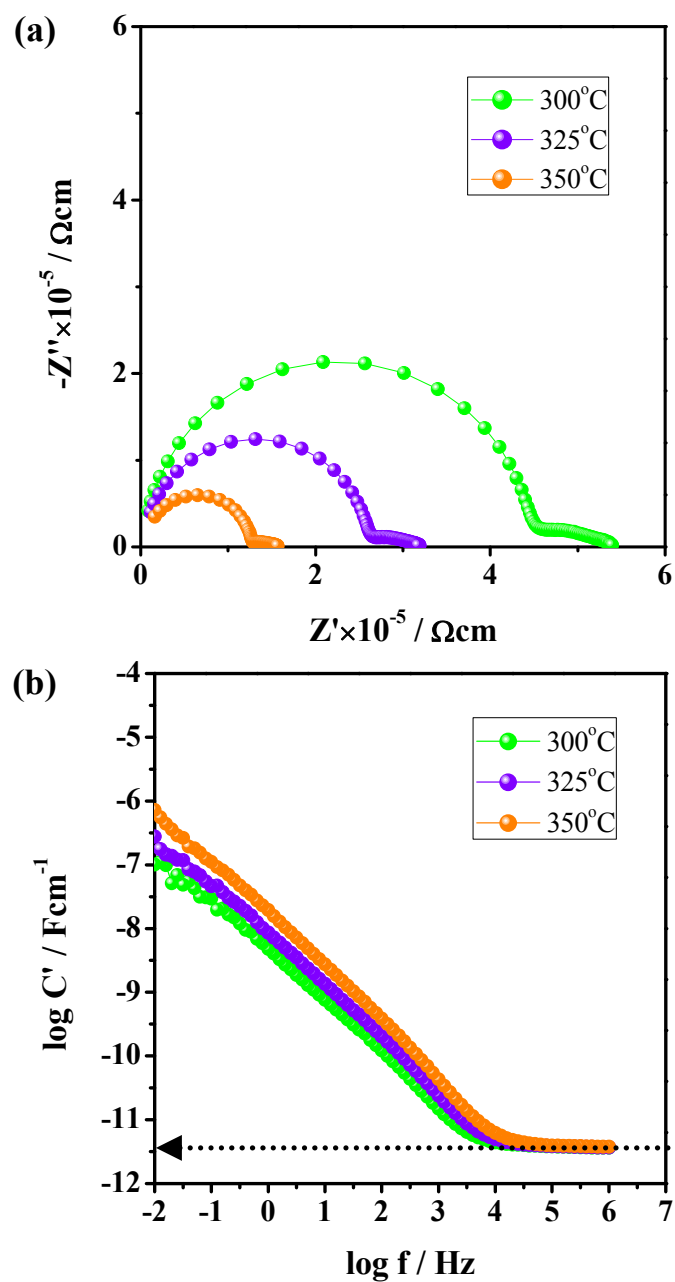 (a)
6
4
2
0
-Z''×10⁻⁵ / Ωcm
300°C
325°C
350°C
0 2 4 6
Z'×10⁻⁵ / Ωcm
(b)
-4
-5
-6
-7
-8
-9
-10
-11
-12
log C' / Fcm⁻¹
300°C
325°C
350°C
-2 -1 0 1 2 3 4 5 6 7
log f / Hz